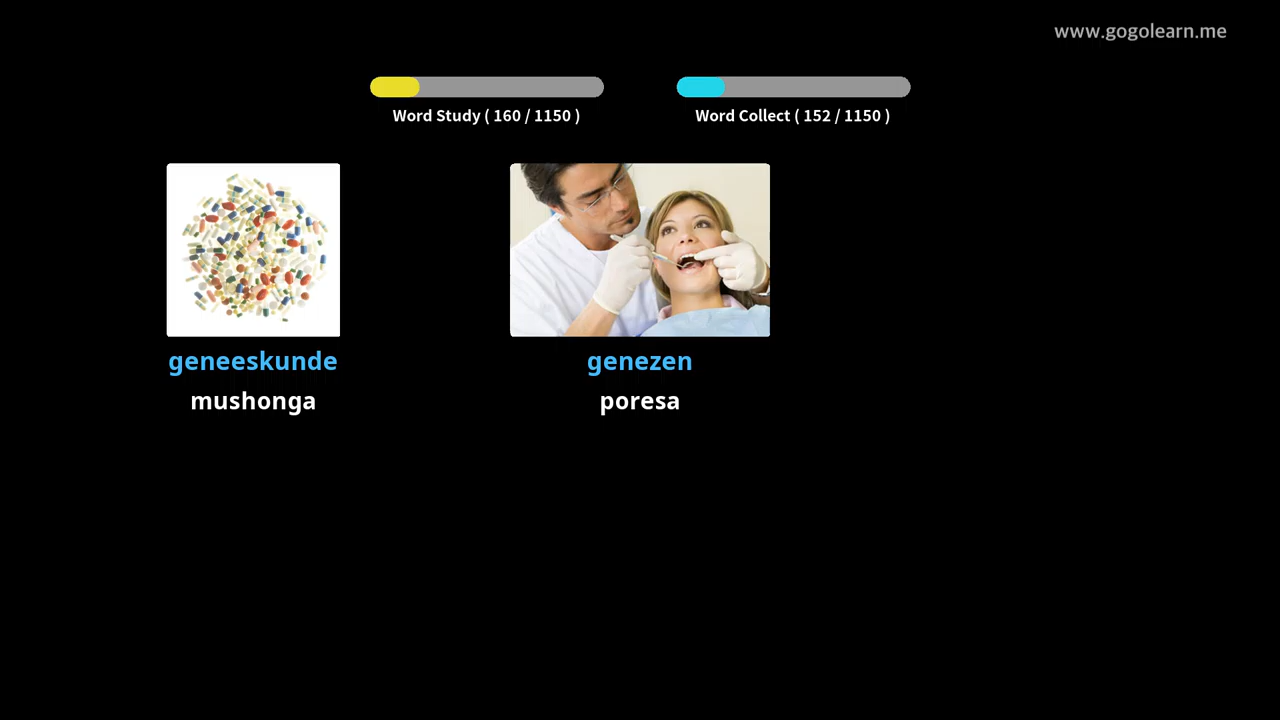 www.gogolearn.me
Word Study ( 160 / 1150 )
Word Collect ( 152 / 1150 )
geneeskunde
mushonga
genezen
poresa